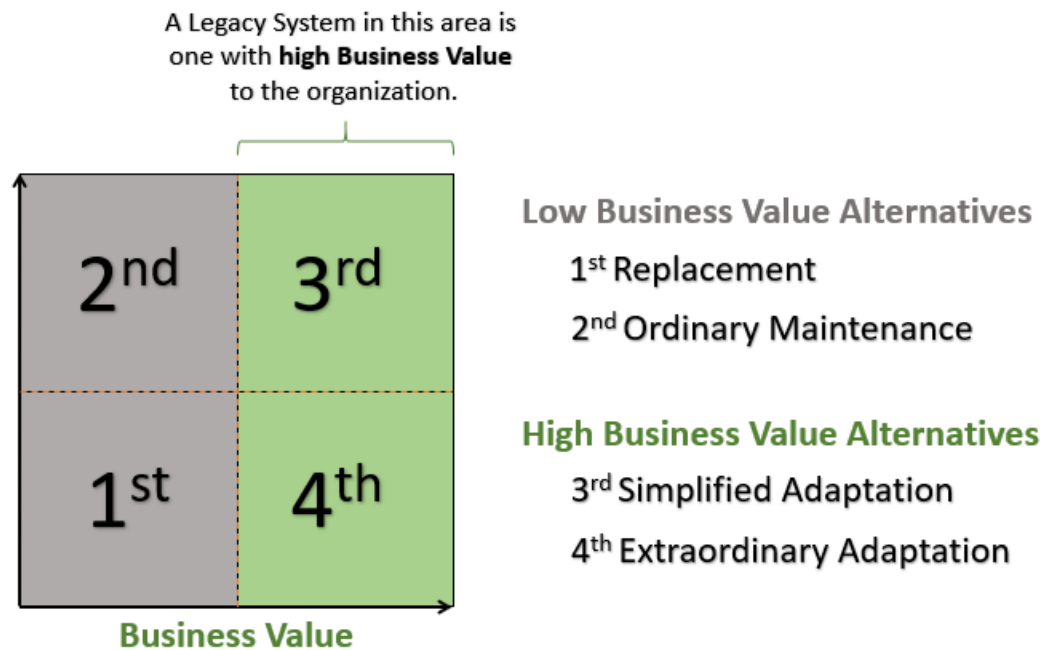 A Legacy System in this area is
one with high Business Value
to the organization.
2nd
3rd
1st
4th
Business Value
Low Business Value Alternatives
1st Replacement
2nd Ordinary Maintenance
High Business Value Alternatives
3rd Simplified Adaptation
4th Extraordinary Adaptation